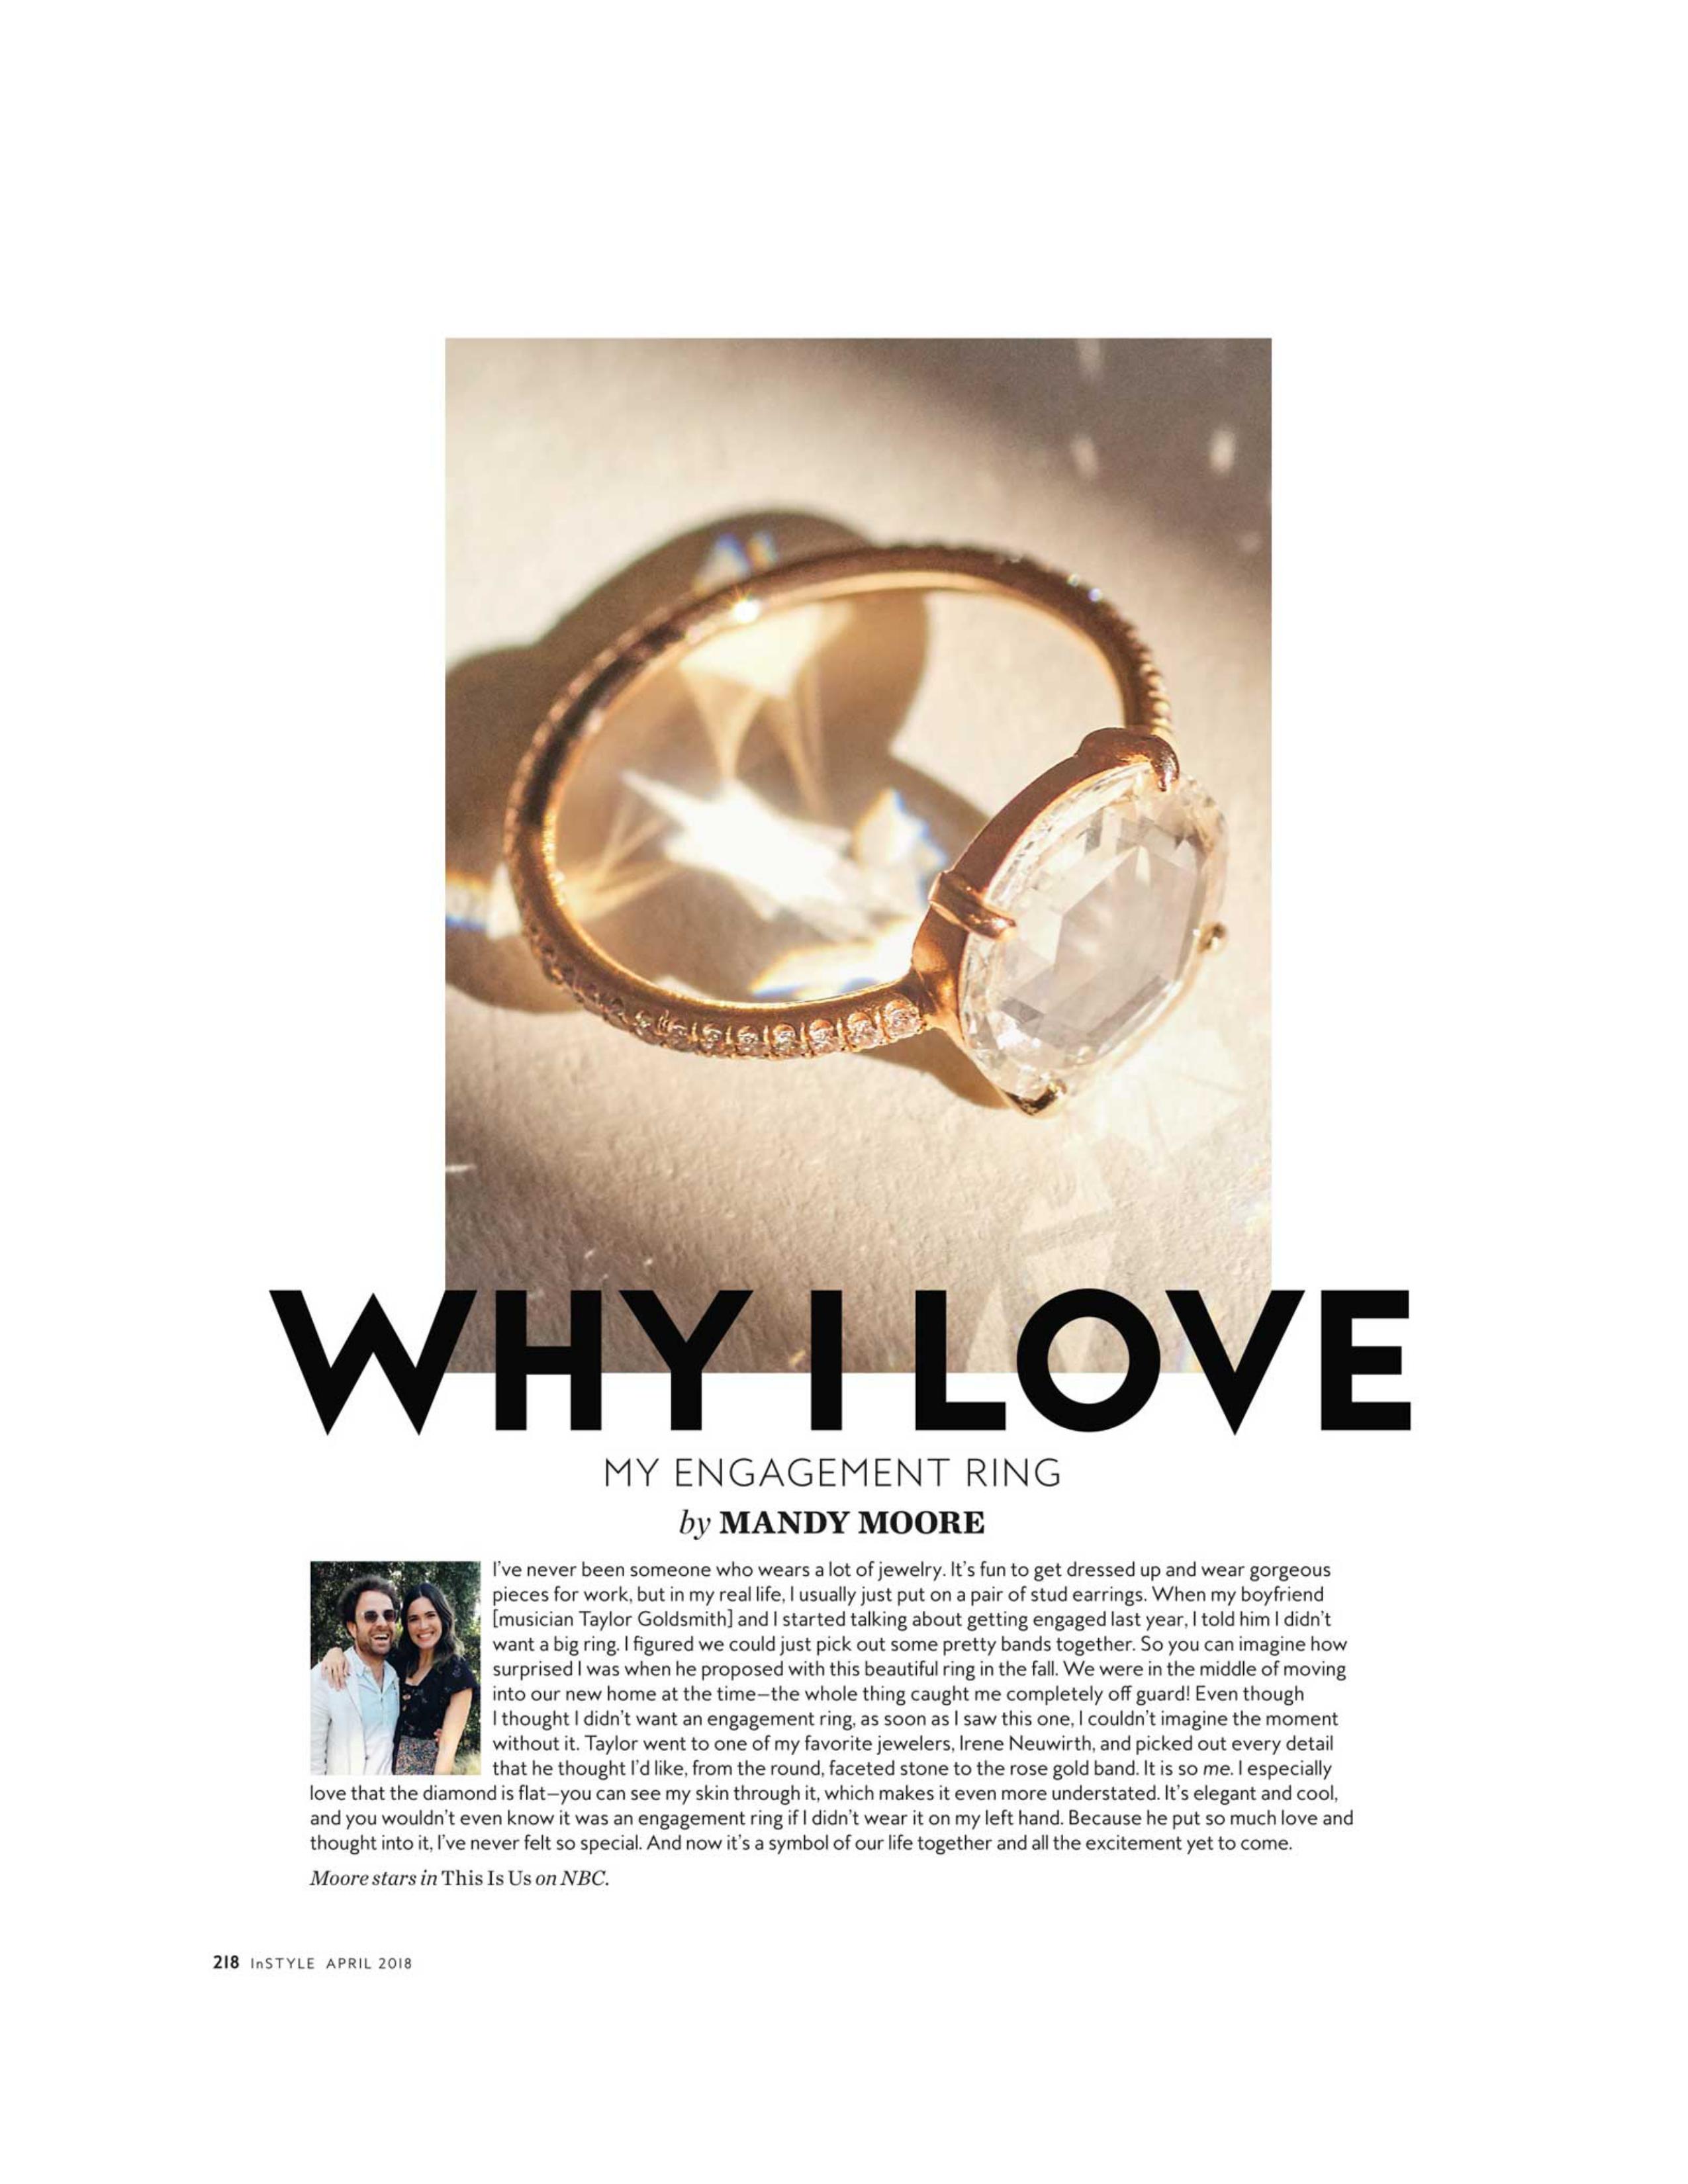 WHY I LOVE
MY ENGAGEMENT RING
by MANDY MOORE
I've never been someone who wears a lot of jewelry. It's fun to get dressed up and wear gorgeous
pieces for work, but in my real life, I usually just put on a pair of stud earrings. When my boyfriend
[musician Taylor Goldsmith] and I started talking about getting engaged last year, I told him I didn't
want a big ring. I figured we could just pick out some pretty bands together. So you can imagine how
surprised I was when he proposed with this beautiful ring in the fall. We were in the middle of moving
into our new home at the time—the whole thing caught me completely off guard! Even though
I thought I didn't want an engagement ring, as soon as I saw this one, I couldn't imagine the moment
without it. Taylor went to one of my favorite jewelers, Irene Neuwirth, and picked out every detail
that he thought I'd like, from the round, faceted stone to the rose gold band. It is so me. I especially
love that the diamond is flat—you can see my skin through it, which makes it even more understated. It's elegant and cool,
and you wouldn't even know it was an engagement ring if I didn't wear it on my left hand. Because he put so much love and
thought into it, I've never felt so special. And now it's a symbol of our life together and all the excitement yet to come.
Moore stars in This Is Us on NBC.
218 InSTYLE APRIL 2018